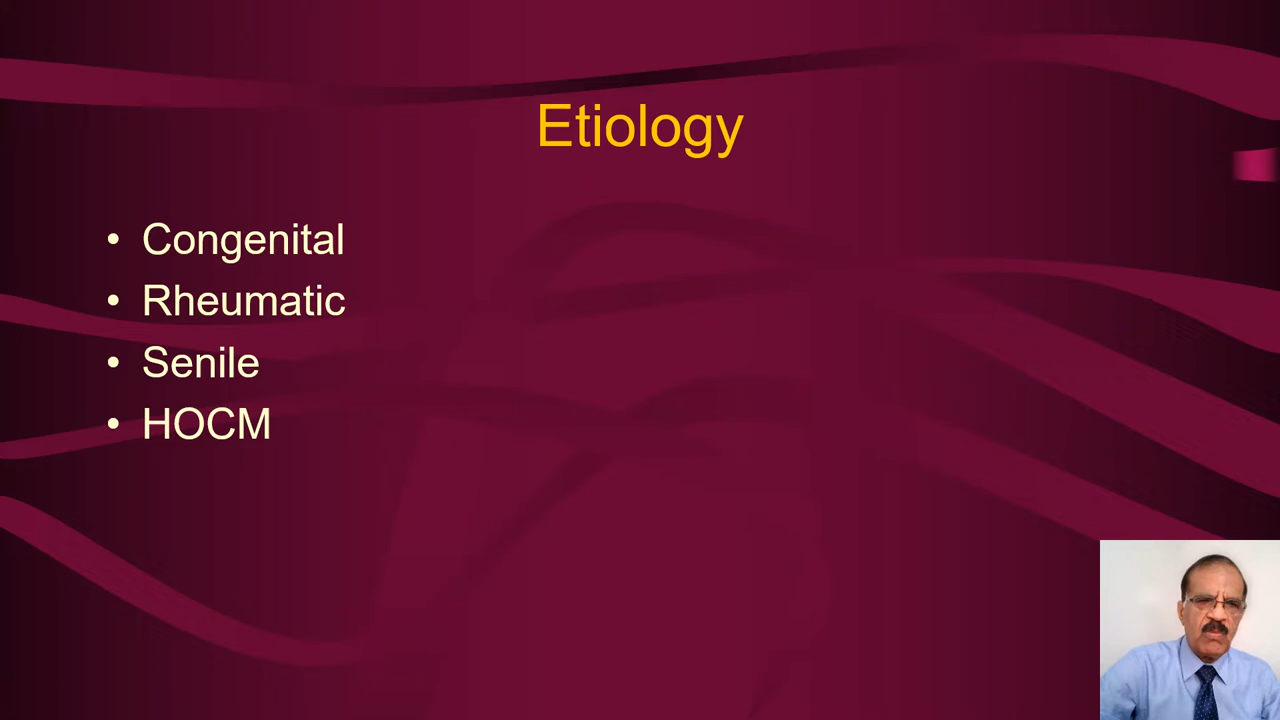 Etiology
• Congenital
• Rheumatic
• Senile
• HOCM